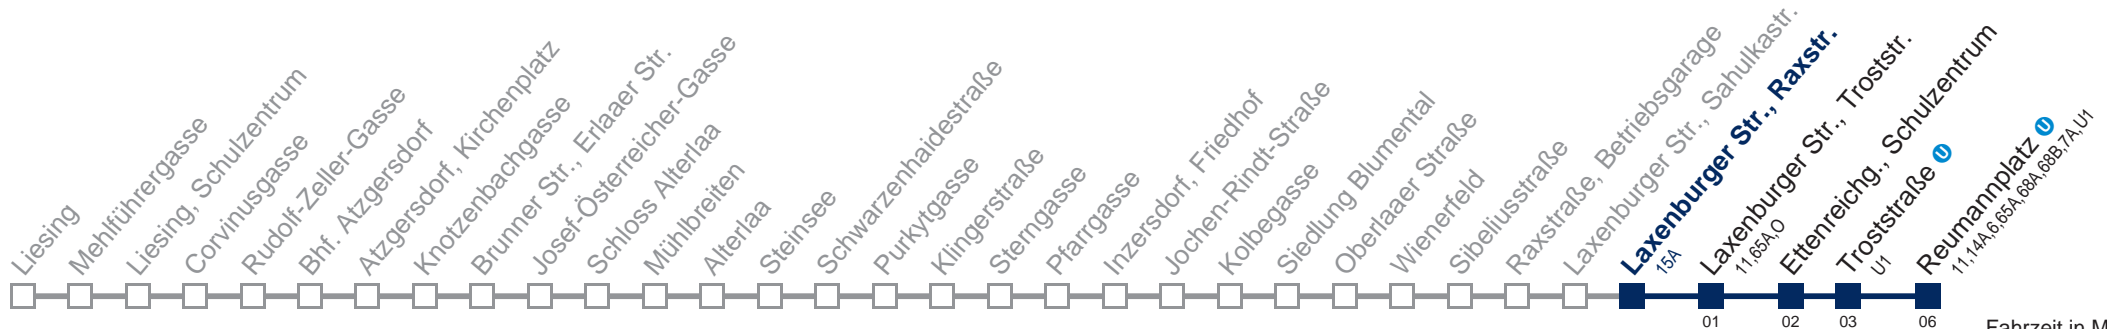 Liesing
Mehlführergasse
Liesing, Schulzentrum
Corvinusgasse
Rudolf-Zeller-Gasse
Bhf. Atzgersdorf
Atzgersdorf, Kirchenplatz
Knotzenbachgasse
Brunner Str., Erlaaer Str.
Josef-Österreicher-Gasse
Schloss Alterlaa
Mühlbreiten
Alterlaa
Steinsee
Schwarzenhaidestraße
Purkytgasse
Klingerstraße
Sterngasse
Pfarrgasse
Inzersdorf, Friedhof
Jochen-Rindt-Straße
Kolbegasse
Siedlung Blumental
Oberlaaer Straße
Wienerfeld
Sibeliusstraße
Raxstraße, Betriebsgarage
Laxenburger Str., Sahulkastr.
Laxenburger Str., Raxstr.
15A
Laxenburger Str., Troststr.
11,65A,O
Ettenreichg., Schulzentrum
Troststraße U
U1
Reumannplatz U
11,14A,6,65A,68A,68B,7A,U1
01 02 03 06
Fahrzeit in M